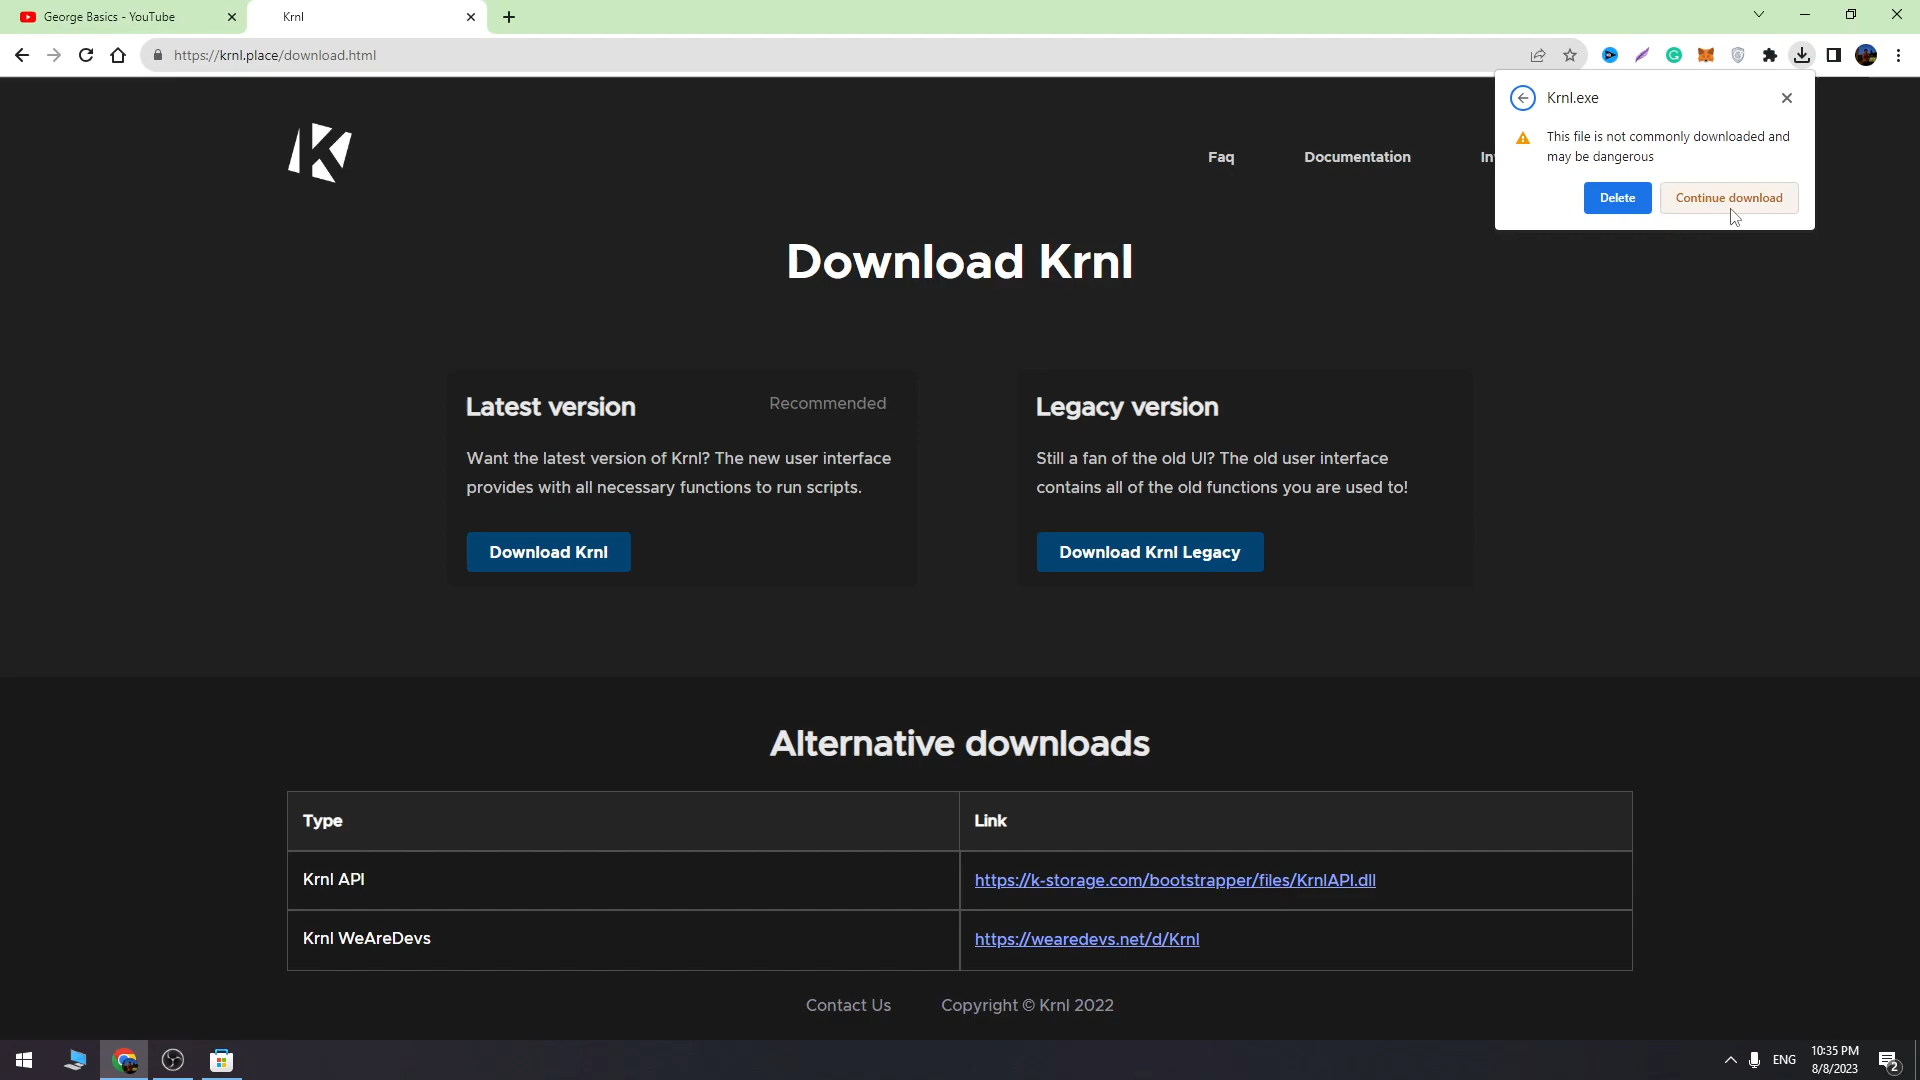 George Basics - YouTube
Krnl
https://krnl.place/download.html
Krnl.exe
This file is not commonly downloaded and
may be dangerous
Delete
Continue download
Faq
Documentation
In
Download Krnl
Latest version
Recommended
Want the latest version of Krnl? The new user interface
provides with all necessary functions to run scripts.
Download Krnl
Legacy version
Still a fan of the old UI? The old user interface
contains all of the old functions you are used to!
Download Krnl Legacy
Alternative downloads
Type
Link
Krnl API
https://k-storage.com/bootstrapper/files/KrnlAPI.dll
Krnl WeAreDevs
https://wearedevs.net/d/Krnl
Contact Us
Copyright © Krnl 2022
ENG
10:35 PM
8/8/2023
2